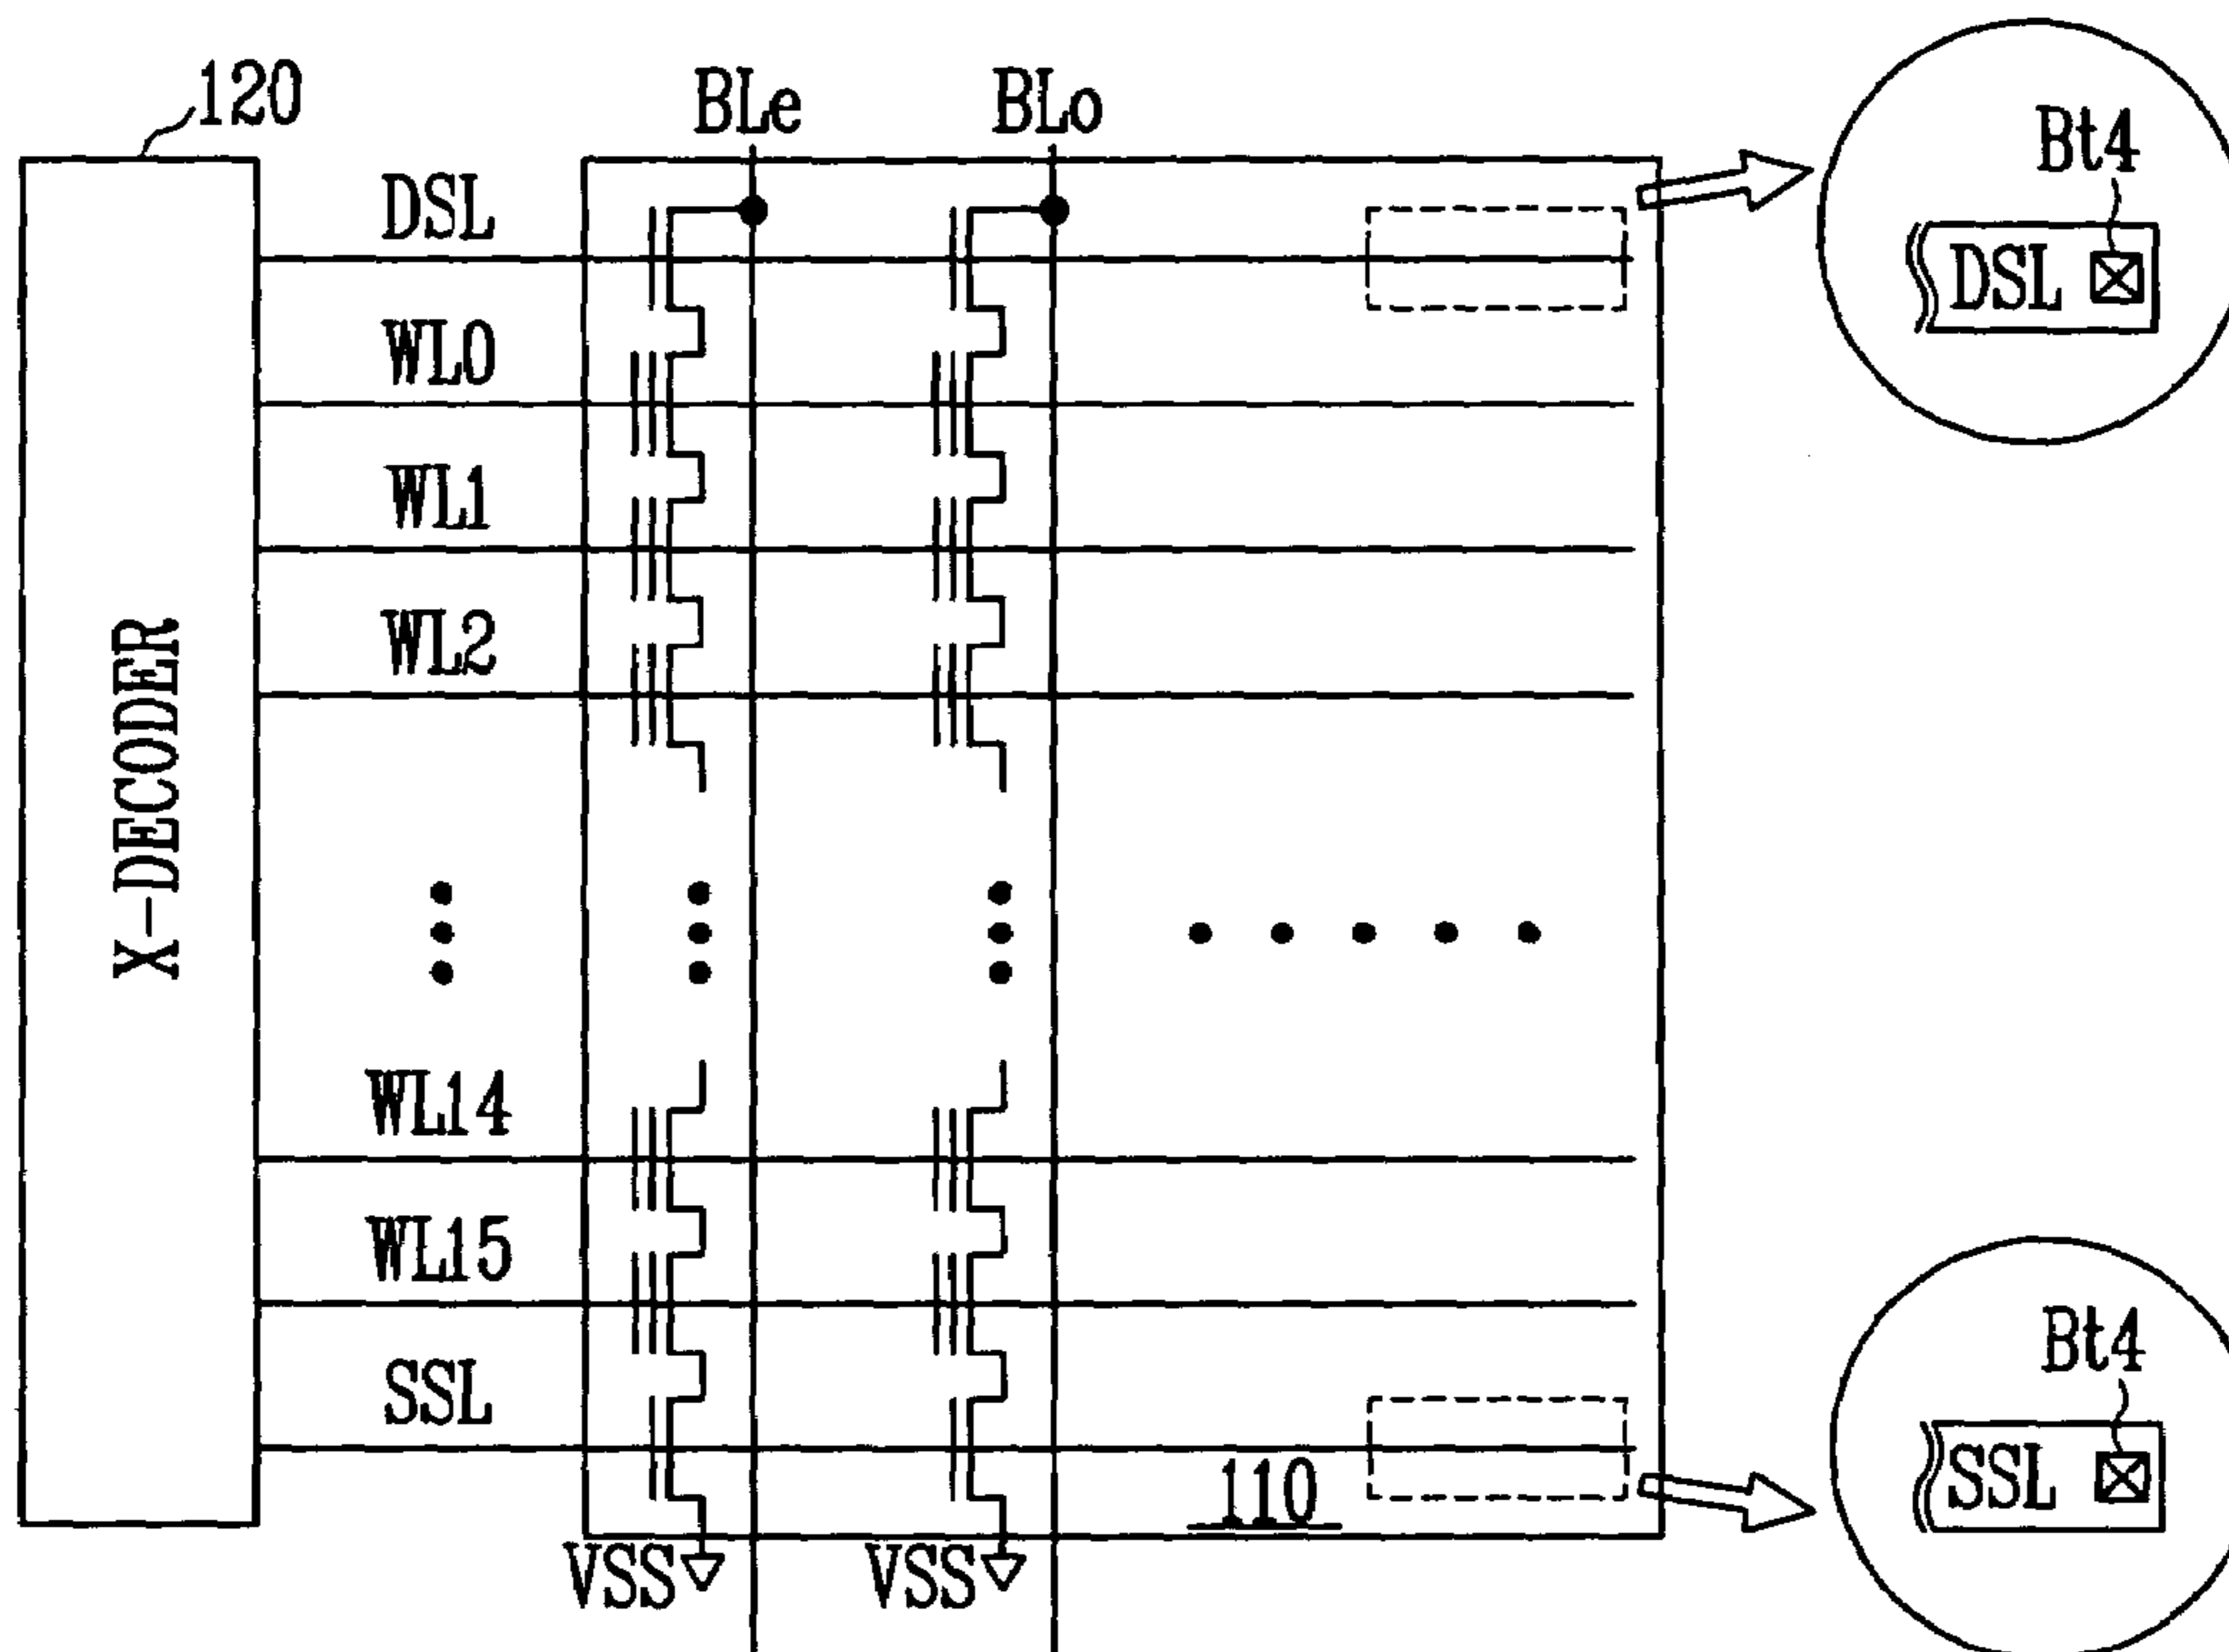 120
BLe
BLo
Bt4
DSL
DSL
WL0
WL1
WL2
X-DECODER
WL14
WL15
Bt4
SSL
SSL
110
VSS
VSS